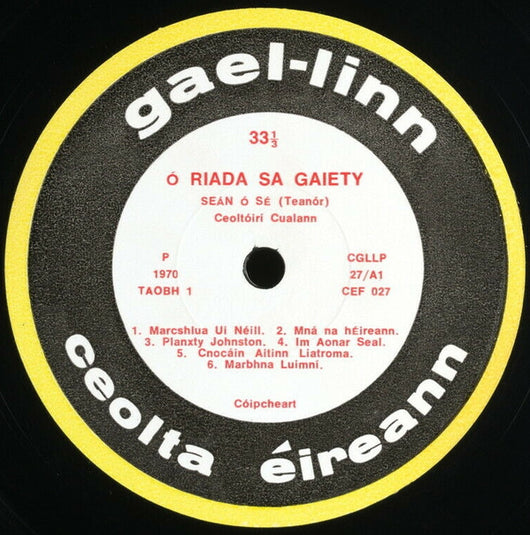 gael-linn
33⅓
Ó RIADA SA GAIETY
SEÁN Ó SÉ (Teanór)
Ceoltóirí Cualann
P
1970
TAOBH 1
CGLLP
27/A1
CEF 027
1. Marcshlua Uí Néill. 2. Mná na hÉireann.
3. Planxty Johnston. 4. Im Aonar Seal.
5. Cnocáin Aitinn Liatroma.
6. Marbhna Luimní.
Cóipcheart
ceolta éireann